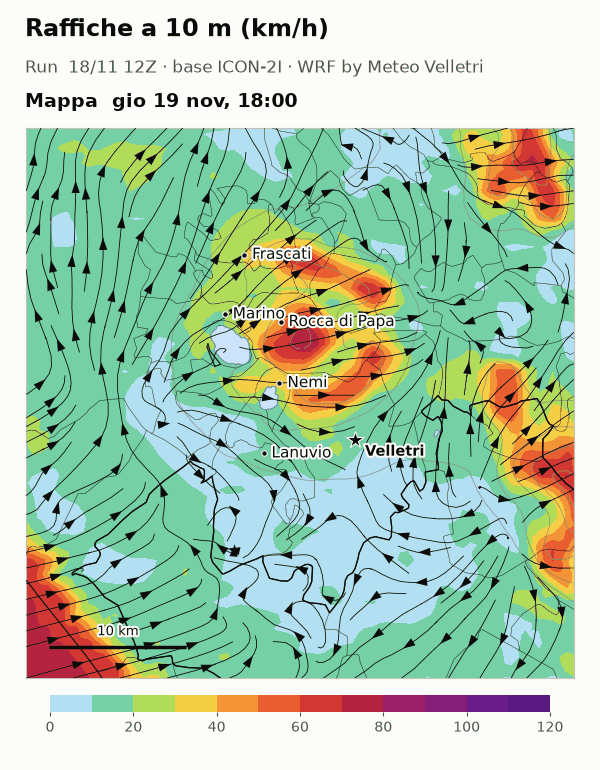 Raffiche a 10 m (km/h)
Run  18/11 12Z · base ICON-2I · WRF by Meteo Velletri
Mappa  gio 19 nov, 18:00
Frascati
Marino
Rocca di Papa
Nemi
Velletri
Lanuvio
10 km
0 20 40 60 80 100 120